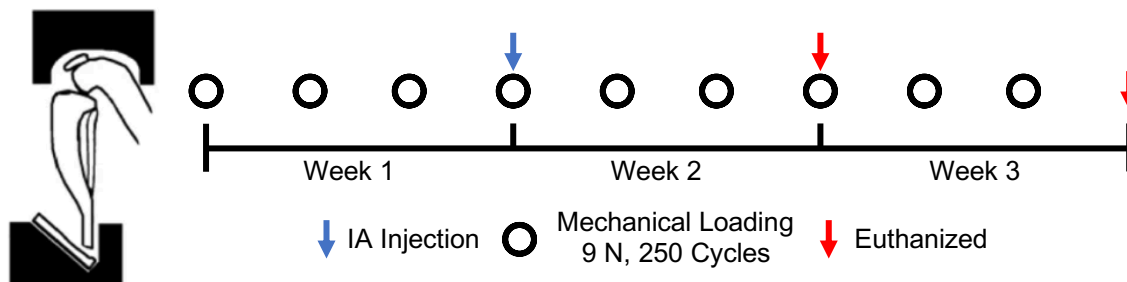 Week 1
Week 2
Week 3
IA Injection
Mechanical Loading
9 N, 250 Cycles
Euthanized